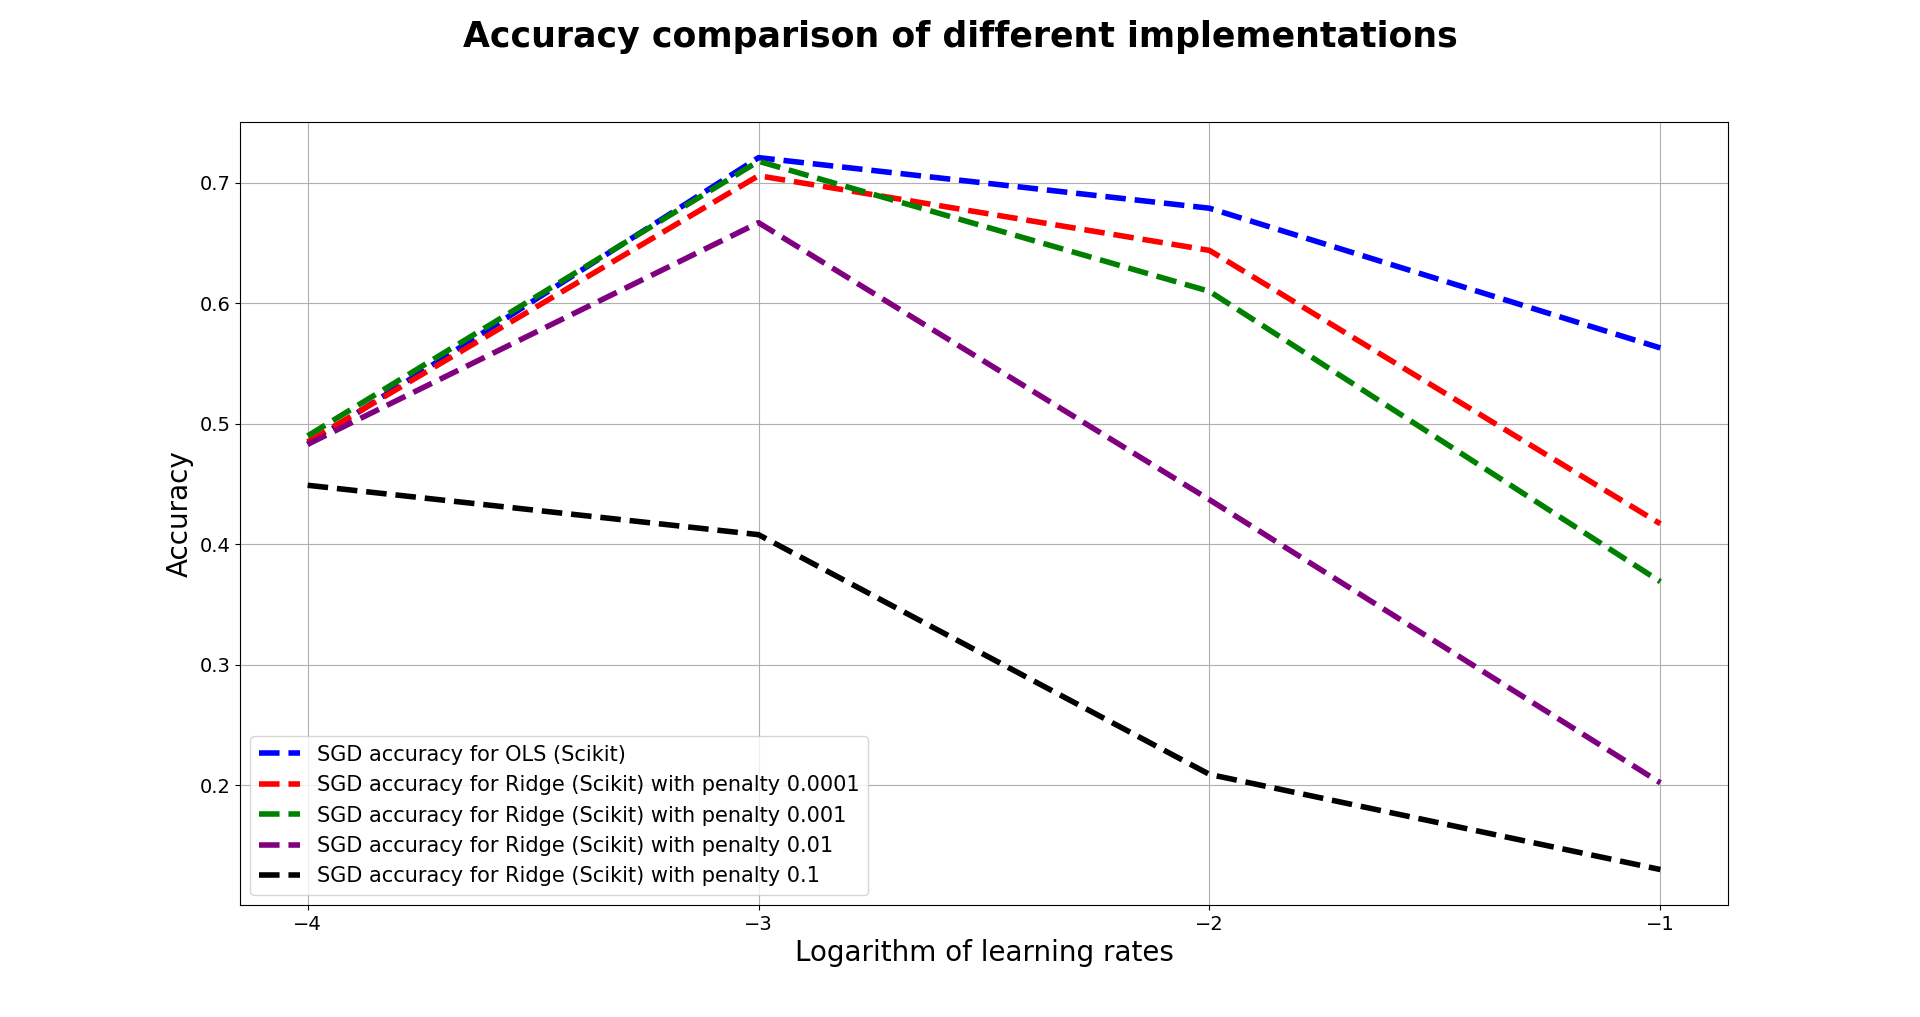 Accuracy comparison of different implementations
Accuracy
0.7
0.6
0.5
0.4
0.3
0.2
SGD accuracy for OLS (Scikit)
SGD accuracy for Ridge (Scikit) with penalty 0.0001
SGD accuracy for Ridge (Scikit) with penalty 0.001
SGD accuracy for Ridge (Scikit) with penalty 0.01
SGD accuracy for Ridge (Scikit) with penalty 0.1
−4 −3 −2 −1
Logarithm of learning rates